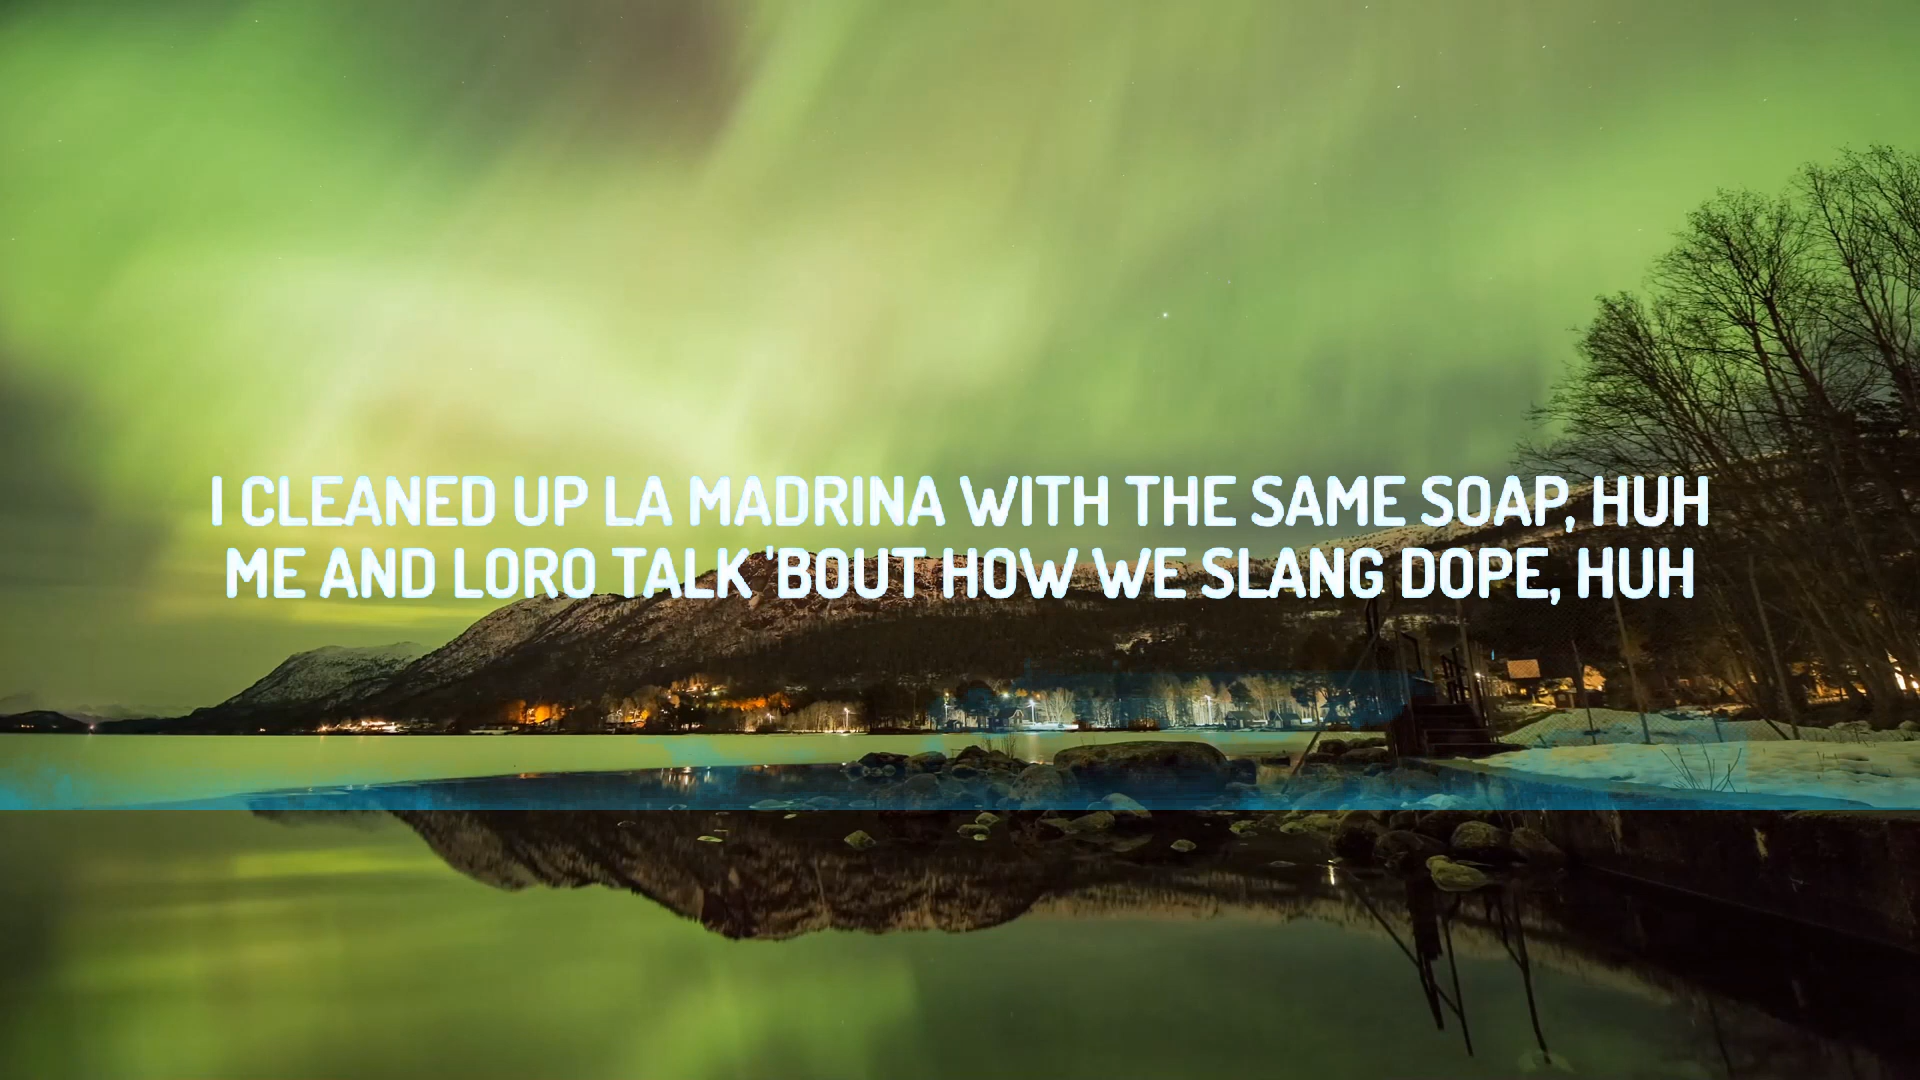 I CLEANED UP LA MADRINA WITH THE SAME SOAP, HUH
ME AND LORO TALK 'BOUT HOW WE SLANG DOPE, HUH